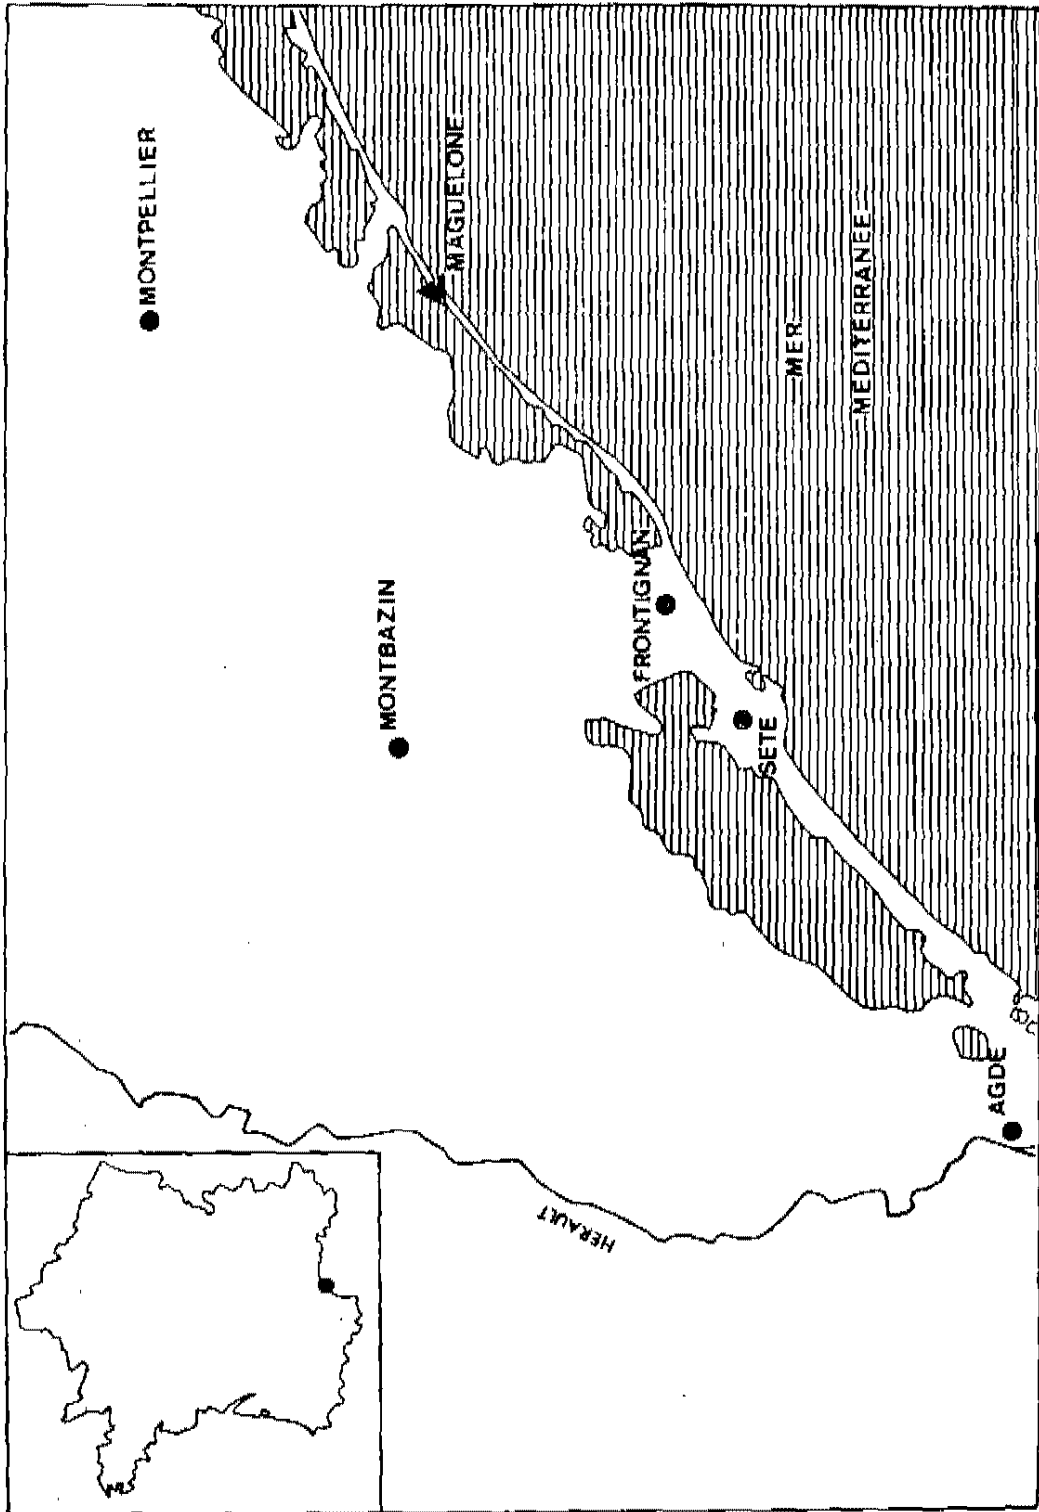 MONTPELLIER
MAGUELONE
MER
MEDITERRANEE
MONTBAZIN
FRONTIGNAN
SETE
AGDE
HERAULT